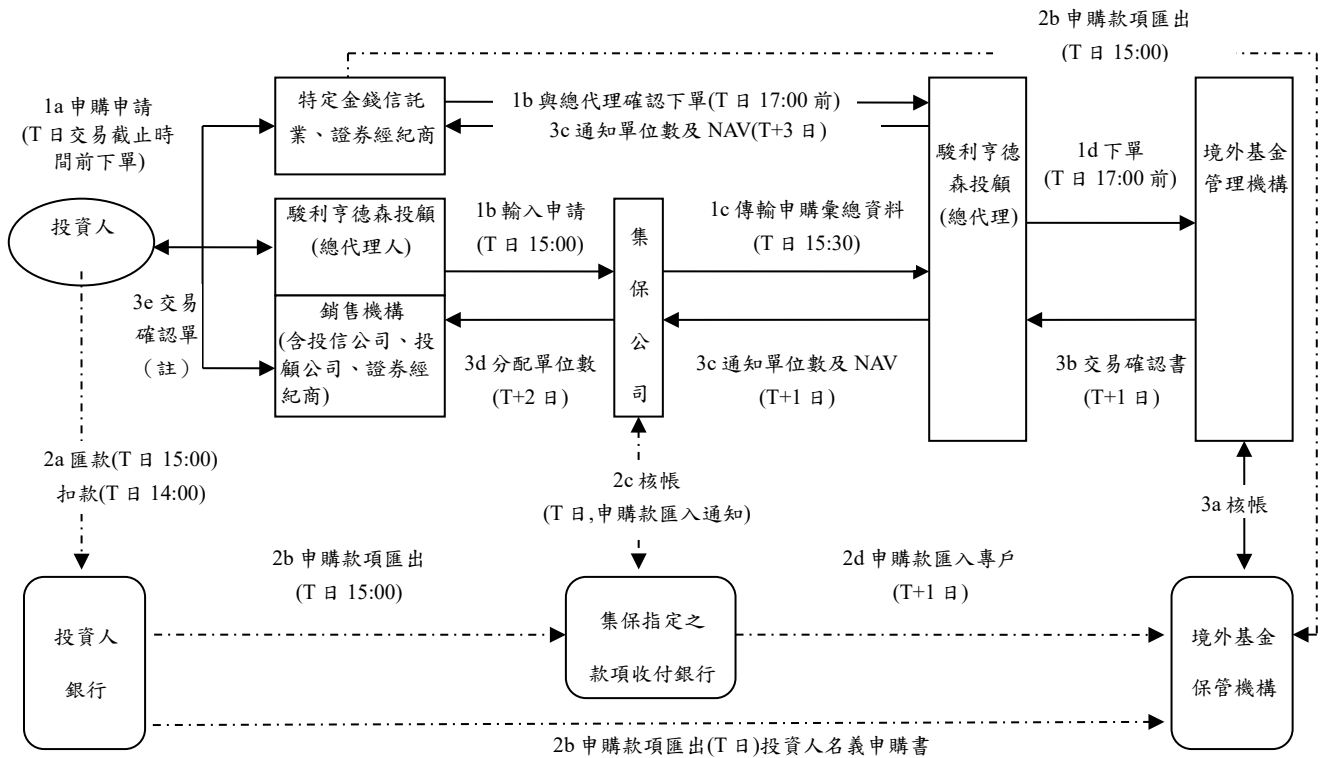 2b 申購款項匯出
(T 日 15:00)
1a 申購申請
(T 日交易截止時
間前下單)
特定金錢信託
業、證券經紀商
1b 與總代理確認下單(T 日 17:00 前)
3c 通知單位數及 NAV(T+3 日)
駿利亨德
森投顧
(總代理)
1d 下單
(T 日 17:00 前)
境外基金
管理機構
投資人
駿利亨德森投顧
(總代理人)
1b 輸入申請
(T 日 15:00)
集
保
公
司
1c 傳輸申購彙總資料
(T 日 15:30)
3e 交易
確認單
（註）
銷售機構
(含投信公司、投
顧公司、證券經
紀商)
3d 分配單位數
(T+2 日)
3c 通知單位數及 NAV
(T+1 日)
3b 交易確認書
(T+1 日)
2a 匯款(T 日 15:00)
扣款(T 日 14:00)
2c 核帳
(T 日,申購款匯入通知)
3a 核帳
2b 申購款項匯出
(T 日 15:00)
2d 申購款匯入專戶
(T+1 日)
投資人
銀行
集保指定之
款項收付銀行
境外基金
保管機構
2b 申購款項匯出(T 日)投資人名義申購書